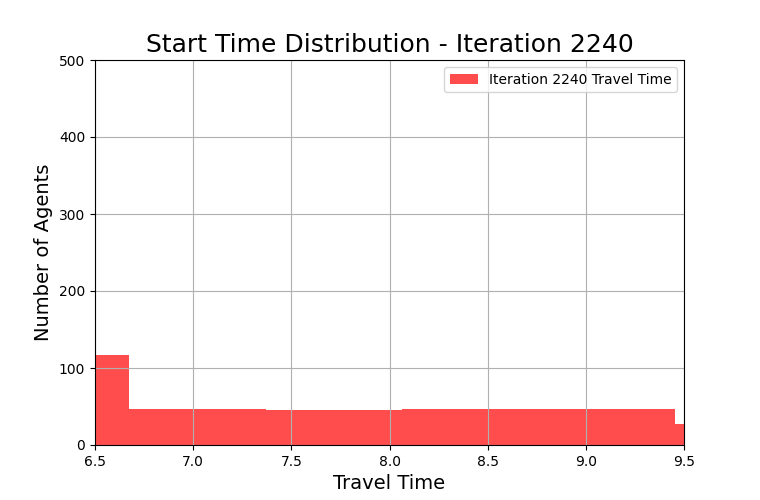 Start Time Distribution - Iteration 2240
Iteration 2240 Travel Time
Number of Agents
500
400
300
200
100
0
6.5 7.0 7.5 8.0 8.5 9.0 9.5
Travel Time